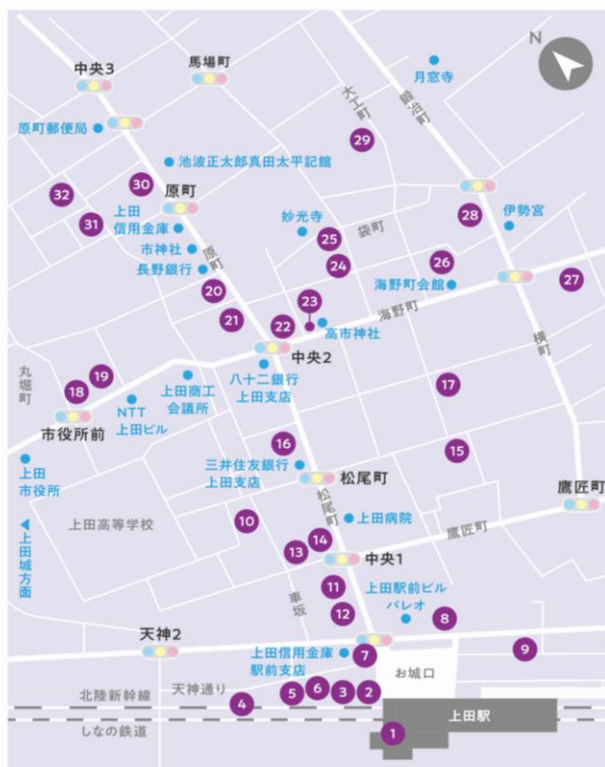 N
中央3
馬場町
月窓寺
大工町
鍛冶町
原町郵便局
29
池波正太郎真田太平記館
32
30
原町
31
上田
信用金庫
妙光寺
28
伊勢宮
25
袋町
市神社
原町
長野銀行
24
26
27
20
23
海野町会館
海野町
21
22
高市神社
横町
中央2
丸堀町
19
18
八十二銀行
上田支店
上田商工
会議所
17
NTT
上田ビル
市役所前
16
15
上田
市役所
三井住友銀行
上田支店
松尾町
鷹匠町
松尾町
10
上田病院
上田高等学校
鷹匠町
14
13
中央1
◀上田城方面
11
上田駅前ビル
パレオ
車坂
12
8
天神2
9
上田信用金庫
駅前支店
7
お城口
天神通り
北陸新幹線
5
6
3
2
4
上田駅
しなの鉄道
1